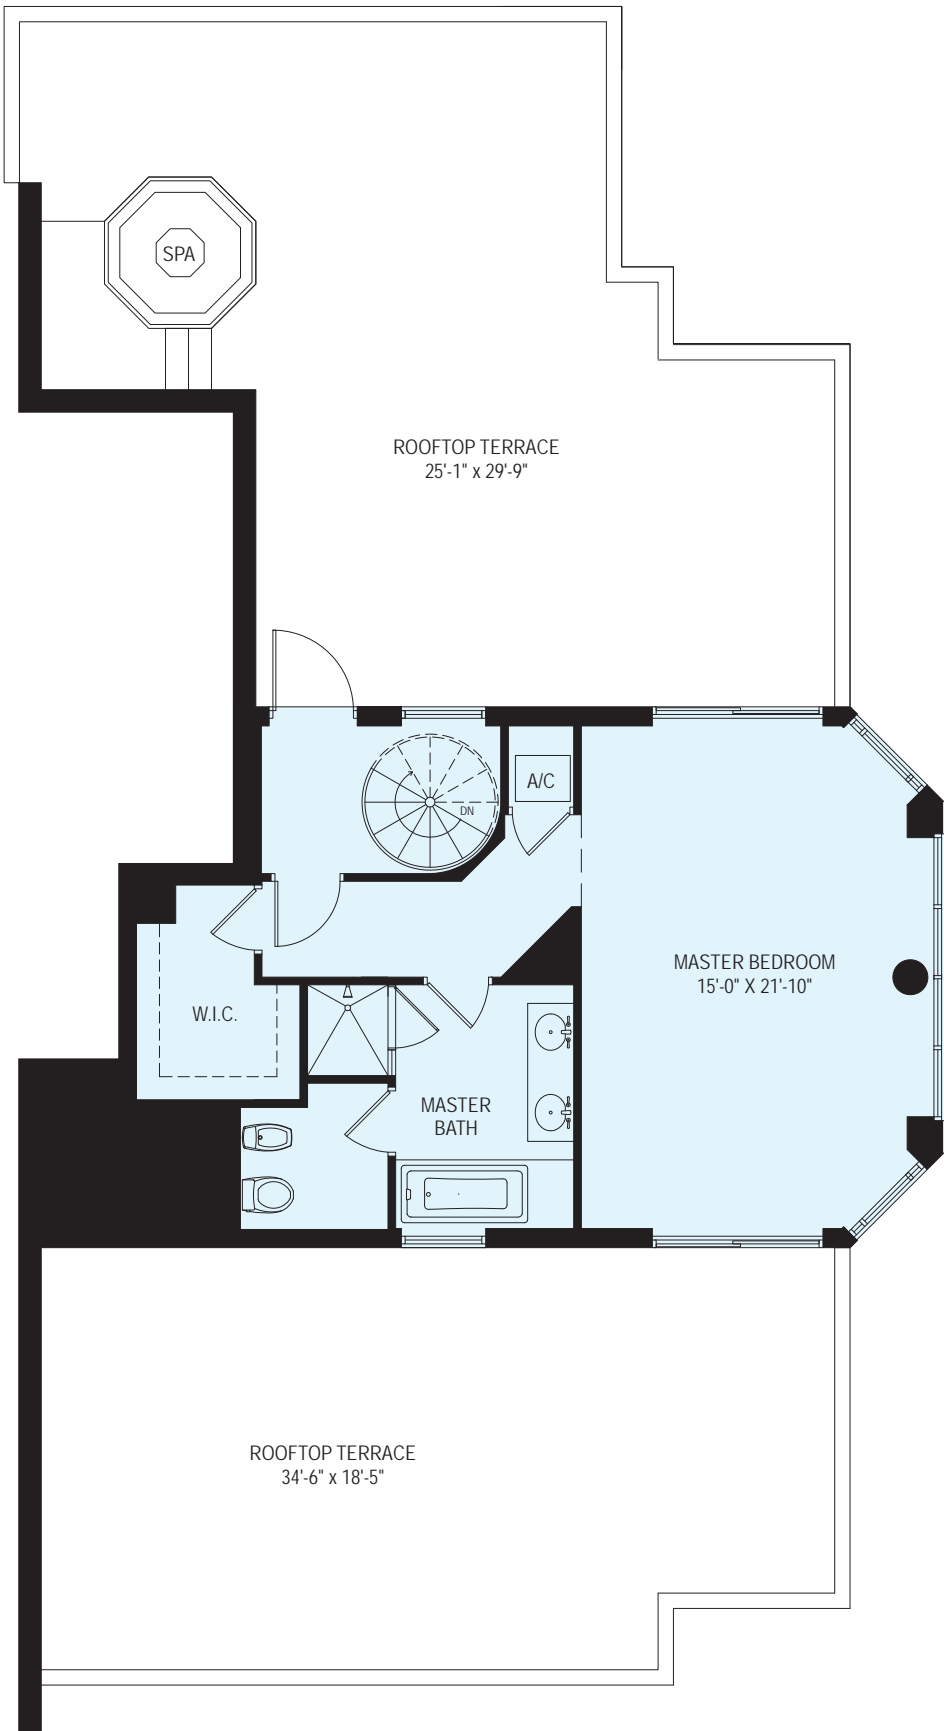 SPA
ROOFTOP TERRACE
25'-1" x 29'-9"
A/C
DN
MASTER BEDROOM
15'-0" X 21'-10"
W.I.C.
MASTER
BATH
ROOFTOP TERRACE
34'-6" x 18'-5"